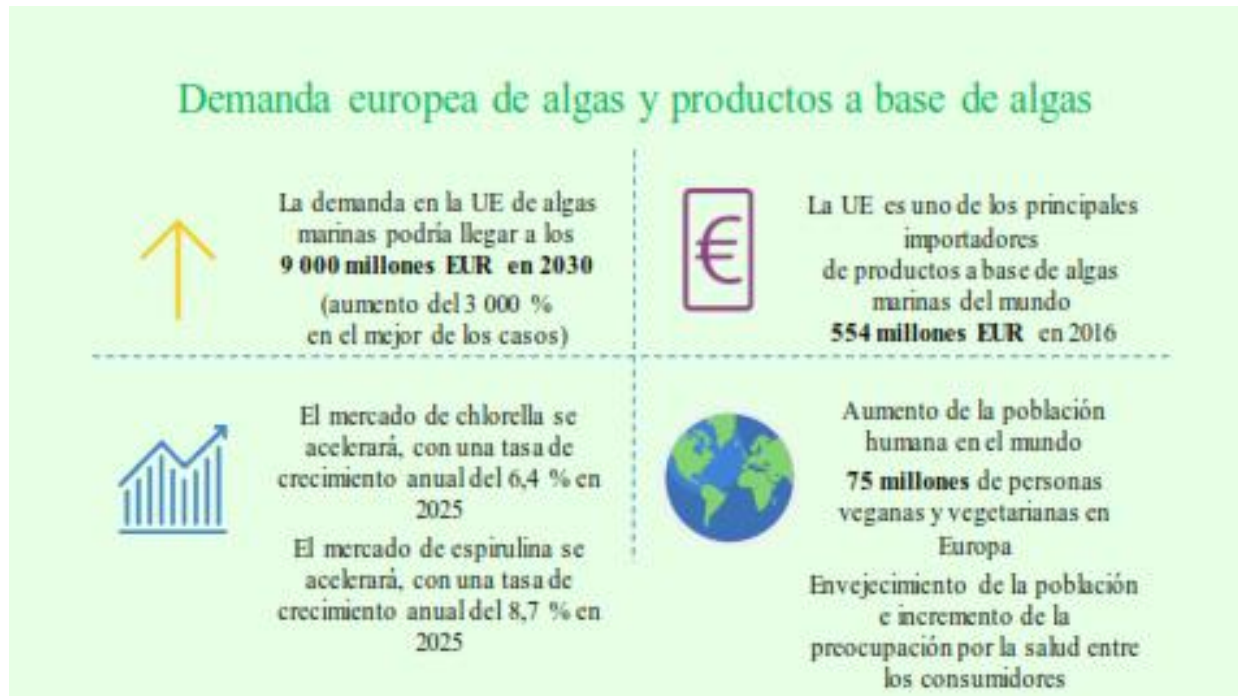 Demanda europea de algas y productos a base de algas
La demanda en la UE de algas
marinas podría llegar a los
9 000 millones EUR en 2030
(aumento del 3 000 %
en el mejor de los casos)
La UE es uno de los principales
importadores
de productos a base de algas
marinas del mundo
554 millones EUR en 2016
El mercado de chlorella se
acelerará, con una tasa de
crecimiento anual del 6,4 % en
2025
El mercado de espirulina se
acelerará, con una tasa de
crecimiento anual del 8,7 % en
2025
Aumento de la población
humana en el mundo
75 millones de personas
veganas y vegetarianas en
Europa
Envejecimiento de la población
e incremento de la
preocupación por la salud entre
los consumidores